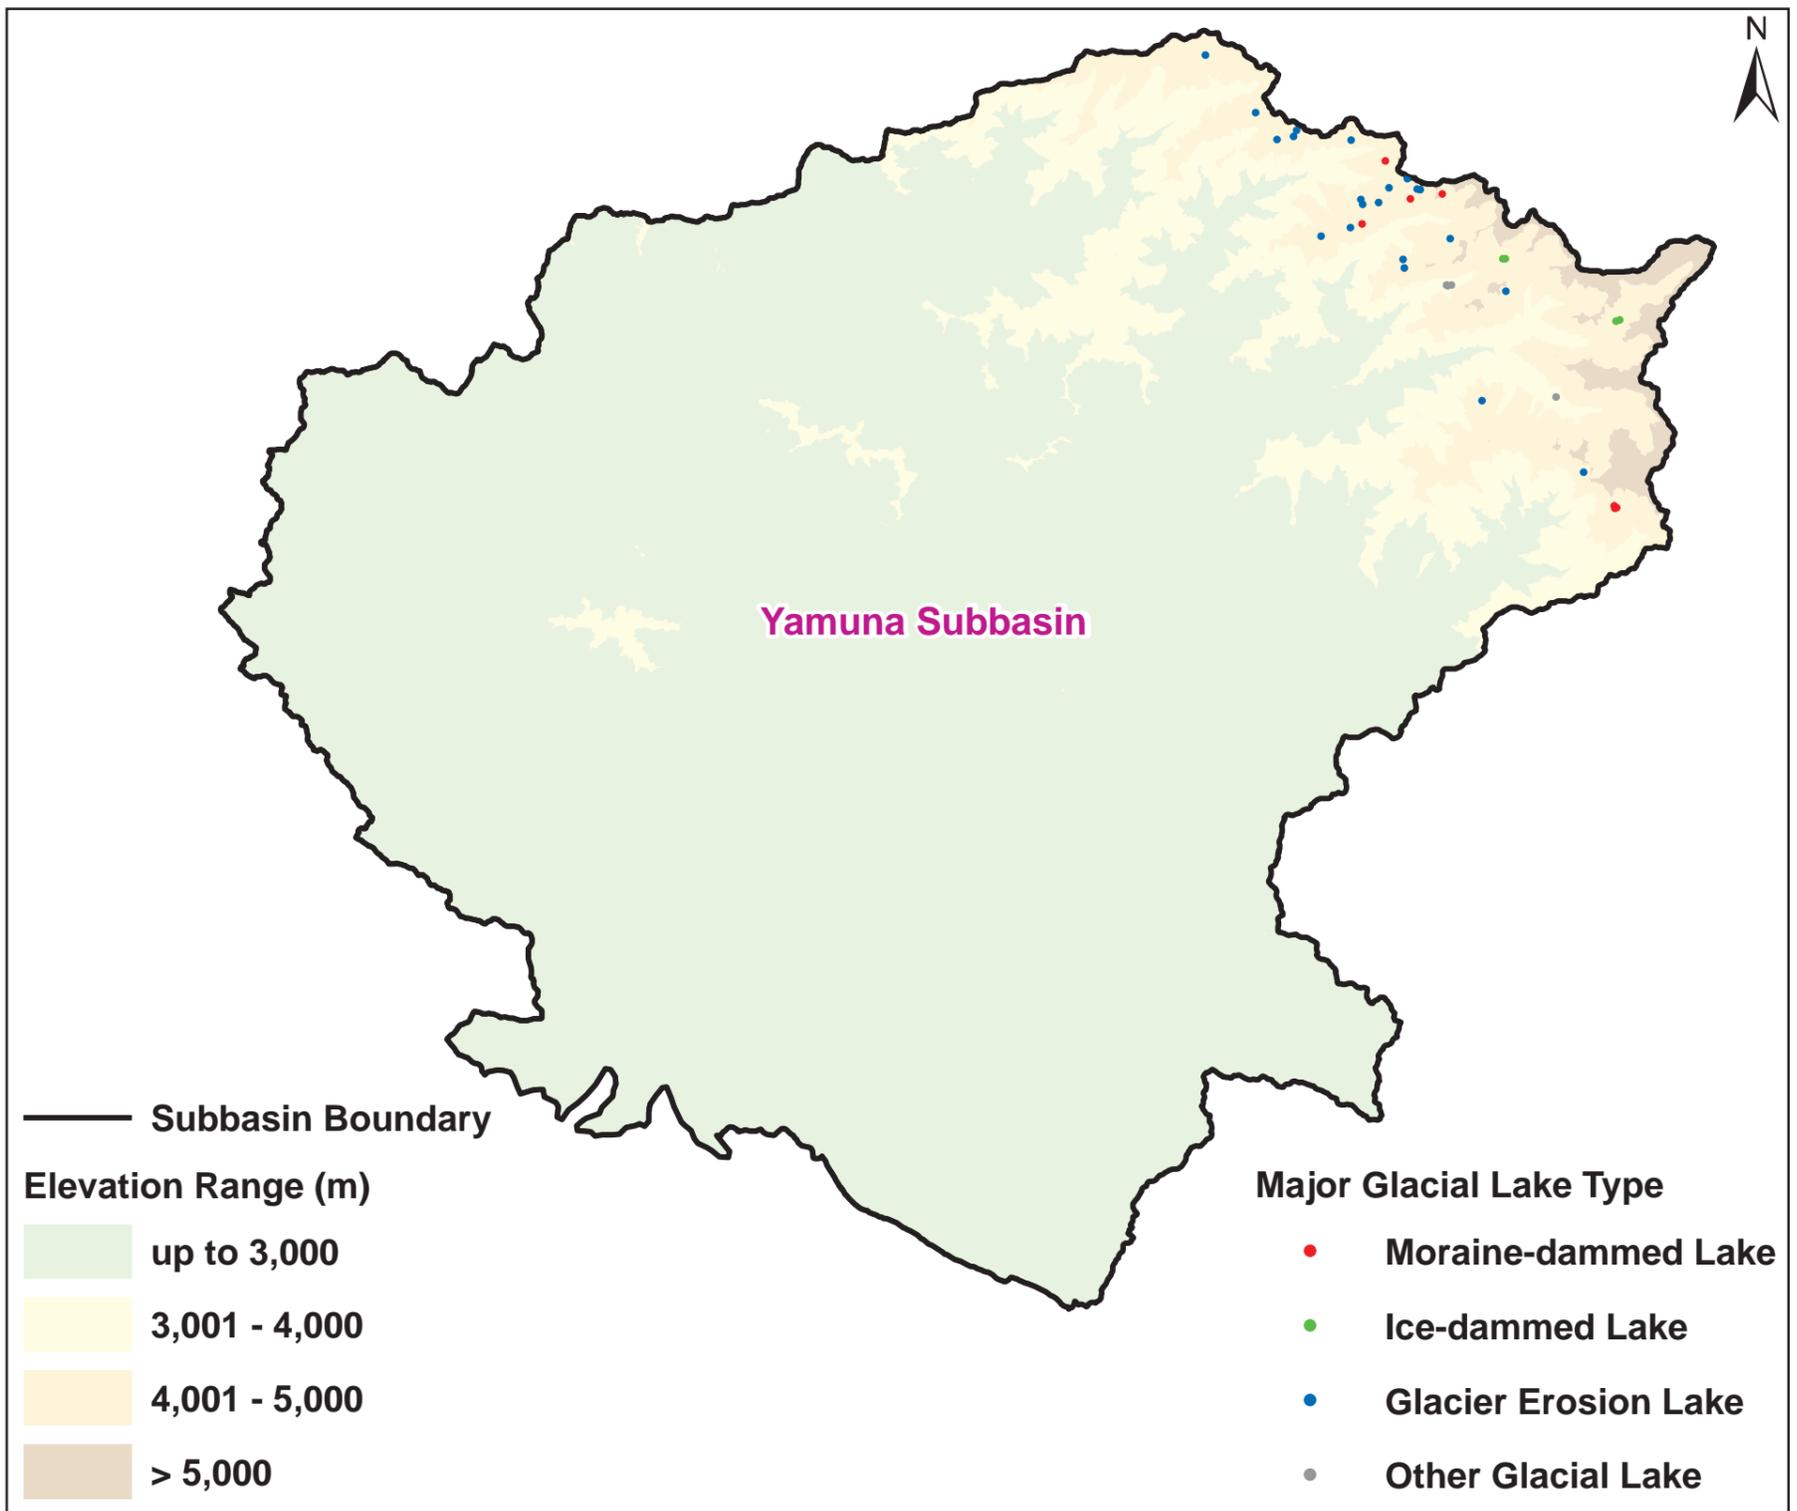 N
Yamuna Subbasin
Subbasin Boundary
Elevation Range (m)
up to 3,000
3,001 - 4,000
4,001 - 5,000
> 5,000
Major Glacial Lake Type
Moraine-dammed Lake
Ice-dammed Lake
Glacier Erosion Lake
Other Glacial Lake